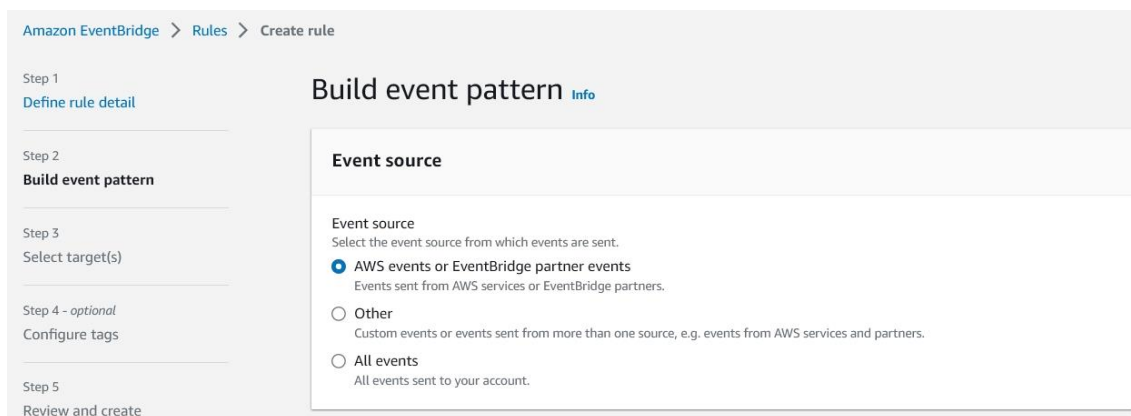 Amazon EventBridge > Rules > Create rule
Step 1
Define rule detail
Step 2
Build event pattern
Step 3
Select target(s)
Step 4 - optional
Configure tags
Step 5
Review and create
Build event pattern Info
Event source
Event source
Select the event source from which events are sent.
AWS events or EventBridge partner events
Events sent from AWS services or EventBridge partners.
Other
Custom events or events sent from more than one source, e.g. events from AWS services and partners.
All events
All events sent to your account.